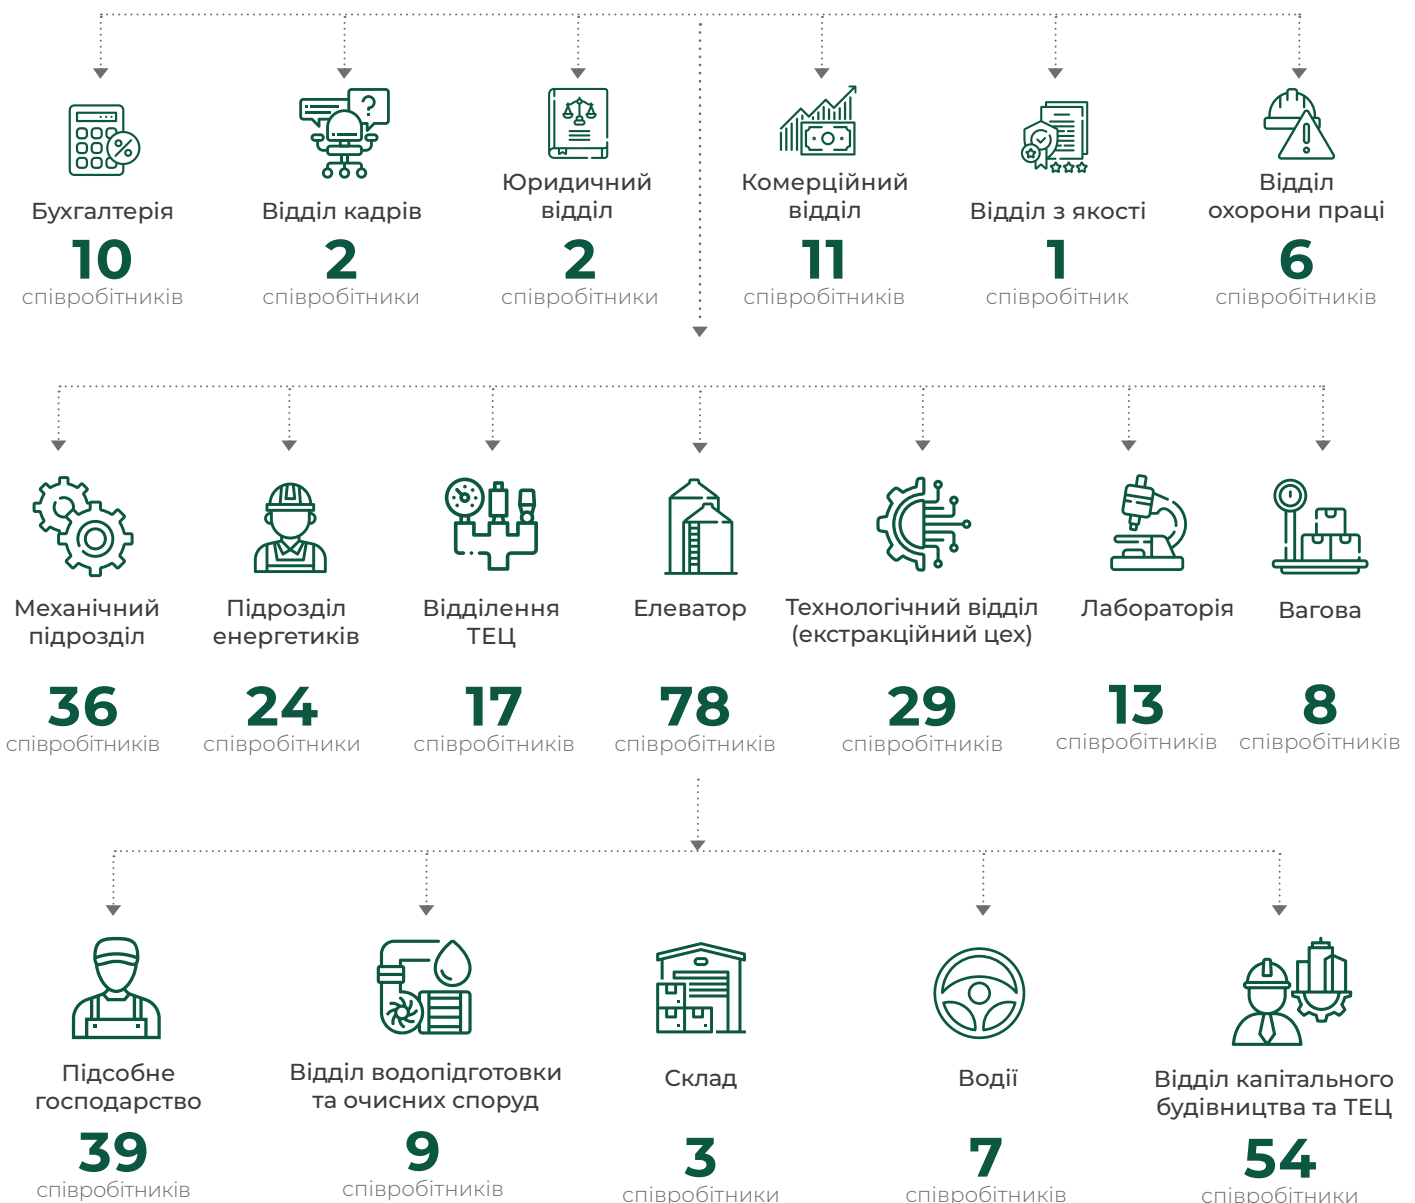 Бухгалтерія
10
співробітників
Відділ кадрів
2
співробітники
Юридичний
відділ
2
співробітники
Комерційний
відділ
11
співробітників
Відділ з якості
1
співробітник
Відділ
охорони праці
6
співробітників
Механічний
підрозділ
36
співробітників
Підрозділ
енергетиків
24
співробітники
Відділення
ТЕЦ
17
співробітників
Елеватор
78
співробітників
Технологічний відділ
(екстракційний цех)
29
співробітників
Лабораторія
13
співробітників
Вагова
8
співробітників
Підсобне
господарство
39
співробітників
Відділ водопідготовки
та очисних споруд
9
співробітників
Склад
3
співробітники
Водії
7
співробітників
Відділ капітального
будівництва та ТЕЦ
54
співробітники